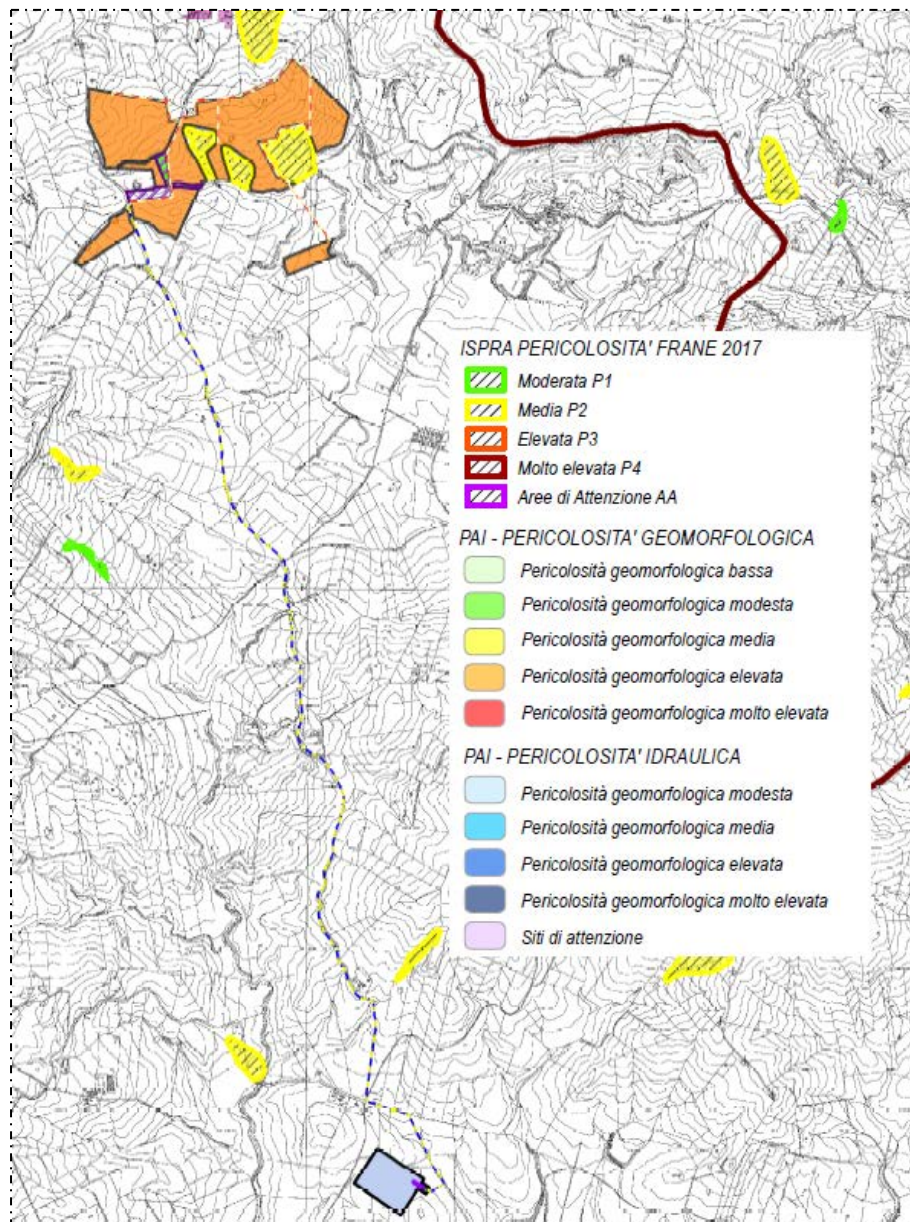 ISPRA PERICOLOSITA' FRANE 2017
Moderata P1
Media P2
Elevata P3
Molto elevata P4
Aree di Attenzione AA
PAI - PERICOLOSITA' GEOMORFOLOGICA
Pericolosità geomorfologica bassa
Pericolosità geomorfologica modesta
Pericolosità geomorfologica media
Pericolosità geomorfologica elevata
Pericolosità geomorfologica molto elevata
PAI - PERICOLOSITA' IDRAULICA
Pericolosità geomorfologica modesta
Pericolosità geomorfologica media
Pericolosità geomorfologica elevata
Pericolosità geomorfologica molto elevata
Siti di attenzione